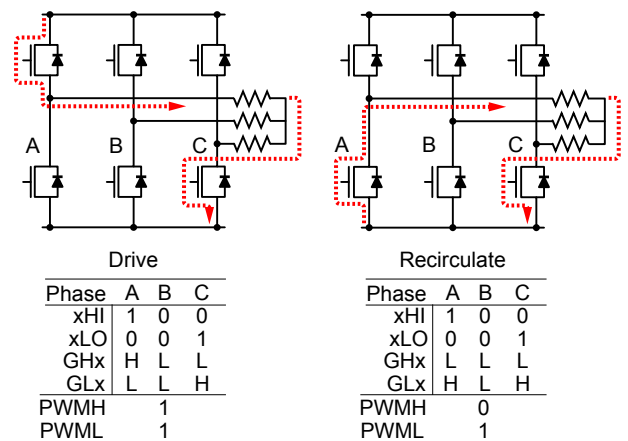 A B C
A B C
Drive
Phase A B C
xHI 1 0 0
xLO 0 0 1
GHx H L L
GLx L L H
PWMH 1
PWML 1
Recirculate
Phase A B C
xHI 1 0 0
xLO 0 0 1
GHx L L L
GLx H L H
PWMH 0
PWML 1